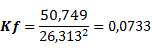 Kf = 50,749 / 26,313² = 0,0733